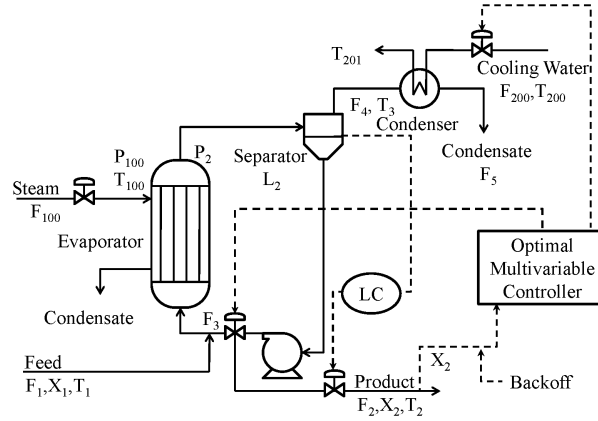 T201
Cooling Water
F200,T200
F4, T3
Condenser
Condensate
F5
P100
T100
P2
Separator
L2
Steam
F100
Evaporator
Optimal
Multivariable
Controller
LC
Condensate
F3
Feed
F1,X1,T1
Product
F2,X2,T2
X2
Backoff